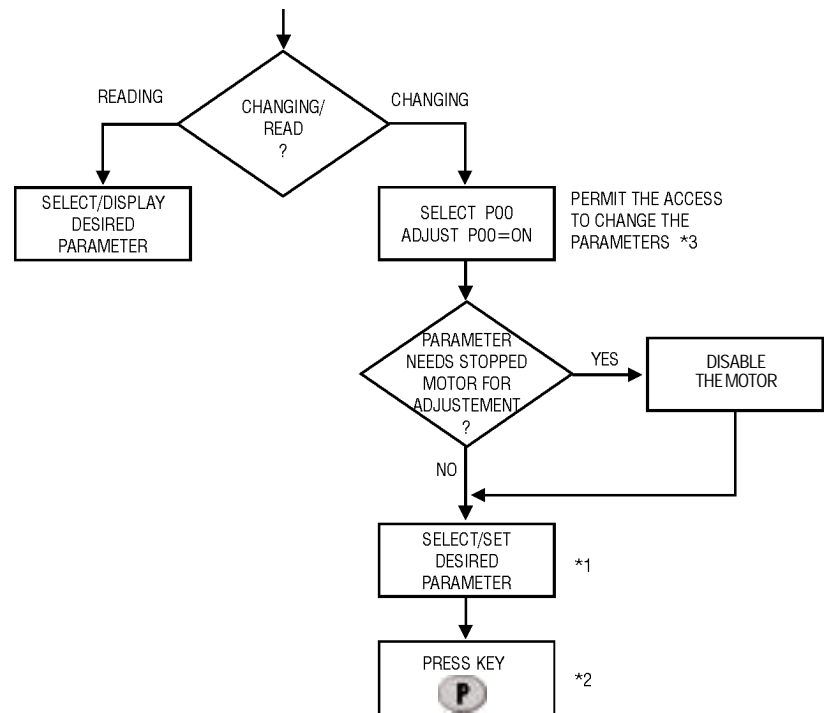 READING
CHANGING/
READ
?
CHANGING
SELECT/DISPLAY
DESIRED
PARAMETER
SELECT P00
ADJUST P00=ON
PERMIT THE ACCESS
TO CHANGE THE
PARAMETERS *3
PARAMETER
NEEDS STOPPED
MOTOR FOR
ADJUSTEMENT
?
YES
DISABLE
THE MOTOR
NO
SELECT/SET
DESIRED
PARAMETER
*1
PRESS KEY
P
*2